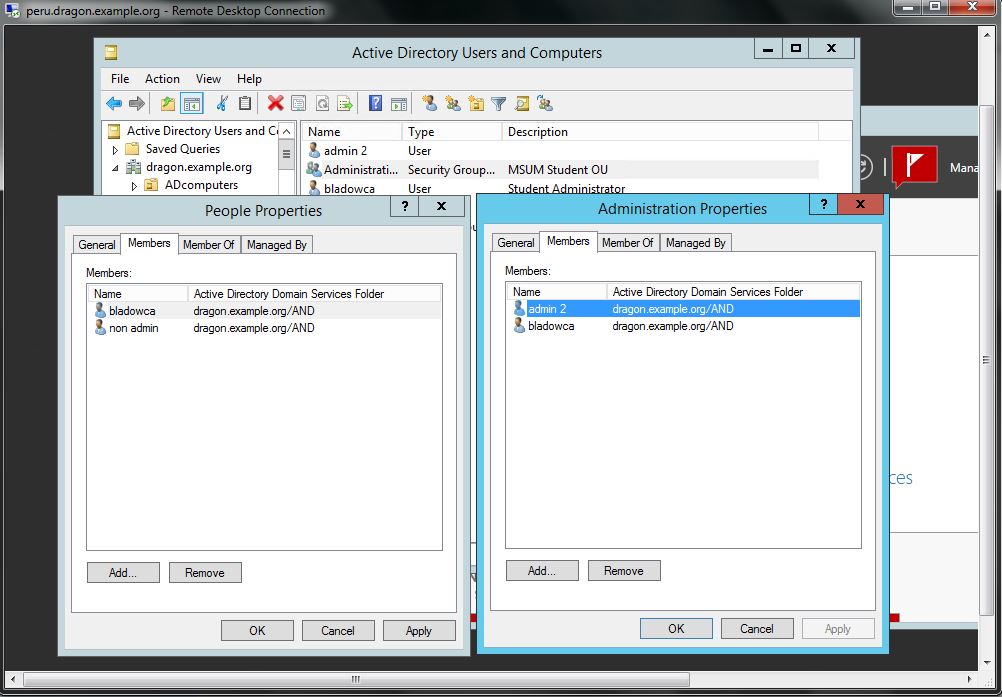 peru.dragon.example.org - Remote Desktop Connection
Active Directory Users and Computers
File Action View Help
Active Directory Users and C
Saved Queries
dragon.example.org
ADcomputers
Name Type Description
admin 2 User
Administrati... Security Group... MSUM Student OU
bladowca User Student Administrator
Mana
People Properties
General Members Member Of Managed By
Members:
Name Active Directory Domain Services Folder
bladowca dragon.example.org/AND
non admin dragon.example.org/AND
Add... Remove
OK Cancel Apply
Administration Properties
General Members Member Of Managed By
Members:
Name Active Directory Domain Services Folder
admin 2 dragon.example.org/AND
bladowca dragon.example.org/AND
Add... Remove
OK Cancel Apply
ces